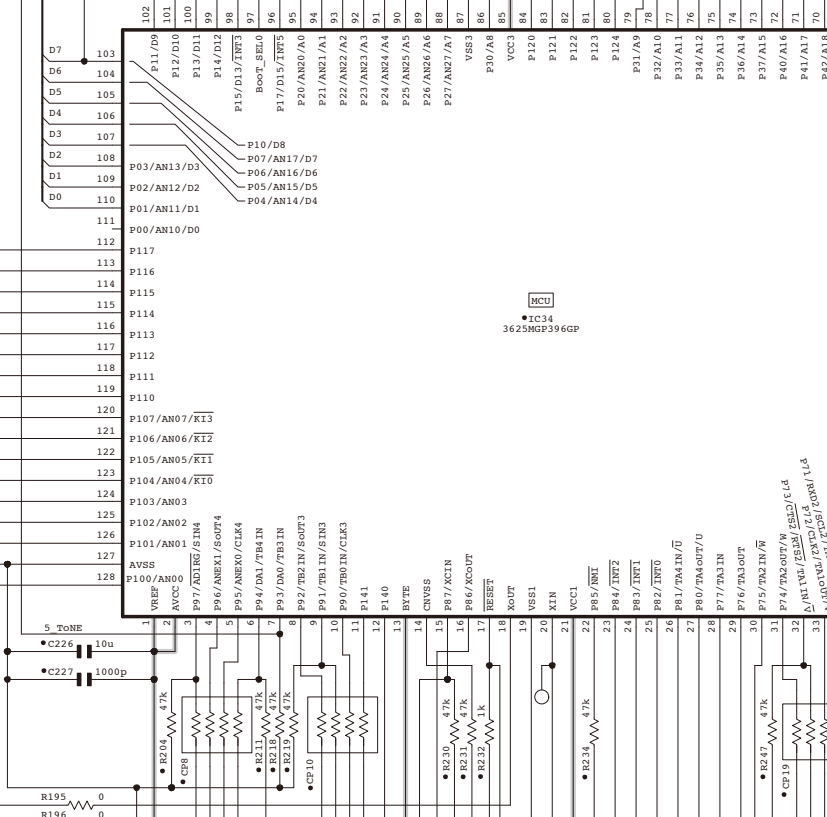 102 101 100 99 98 97 96 95 94 93 92 91 90 89 88 87 86 85 84 83 82 81 80 79 78 77 76 75 74 73 72 71 70
P11/D9
P12/D10
P13/D11
P14/D12
P15/D13/INT3
BooT_SEL0
P17/D15/INT5
P20/AN20/A0
P21/AN21/A1
P22/AN22/A2
P23/AN23/A3
P24/AN24/A4
P25/AN25/A5
P26/AN26/A6
P27/AN27/A7
VSS3
P30/A8
VCC3
P120
P121
P122
P123
P124
P31/A9
P32/A10
P33/A11
P34/A12
P35/A13
P36/A14
P37/A15
P40/A16
P41/A17
P42/A18
D7 103
D6 104
D5 105
D4 106
D3 107
D2 108
D1 109
D0 110
111
112
113
114
115
116
117
118
119
120
121
122
123
124
125
126
127
128
P10/D8
P07/AN17/D7
P06/AN16/D6
P05/AN15/D5
P04/AN14/D4
P03/AN13/D3
P02/AN12/D2
P01/AN11/D1
P00/AN10/D0
P117
P116
P115
P114
P113
P112
P111
P110
P107/AN07/KI3
P106/AN06/KI2
P105/AN05/KI1
P104/AN04/KI0
P103/AN03
P102/AN02
P101/AN01
AVSS
P100/AN00
MCU
IC34
3625MGP396GP
VREF
AVCC
P97/ADTRG/SIN4
P96/ANEX1/SoUT4
P95/ANEX0/CLK4
P94/DA1/TB4IN
P93/DA0/TB3IN
P92/TB2IN/SoUT3
P91/TB1IN/SIN3
P90/TB0IN/CLK3
P141
P140
BYTE
CNVSS
P87/XCIN
P86/XCoUT
RESET
XoUT
VSS1
XIN
VCC1
P85/NMI
P84/INT2
P83/INT1
P82/INT0
P81/TA4IN/U
P80/TA4oUT/U
P77/TA3IN
P76/TA3oUT
P75/TA2IN/W
P74/TA2oUT/W
P73/CTS2/RTS2/TA1IN/V
P72/CLK2/TA1oUT/V
P71/RXD2/SCL2/
1 2 3 4 5 6 7 8 9 10 11 12 13 14 15 16 17 18 19 20 21 22 23 24 25 26 27 28 29 30 31 32 33
5_ToNE
C226 10u
C227 1000p
R204 47k
CP8
R211 47k
R218 47k
R219 47k
CP10
R230 47k
R231 47k
R232 1k
R234 47k
R247 47k
CP19
R195 0
R196 0